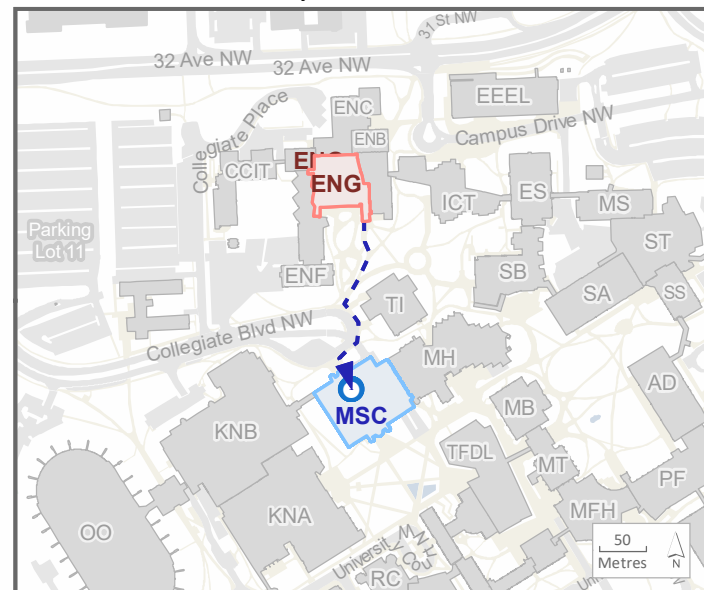 31 St NW
32 Ave NW
32 Ave NW
EEEL
ENC
Collegiate Place
ENB
Campus Drive NW
ENG
CCIT
ENG
ES
ICT
MS
Parking
Lot 11
ST
ENF
SB
SA
SS
TI
Collegiate Blvd NW
MH
AD
MSC
MB
KNB
TFDL
MT
PF
KNA
MFH
OO
50
Metres
N
Universit
RC